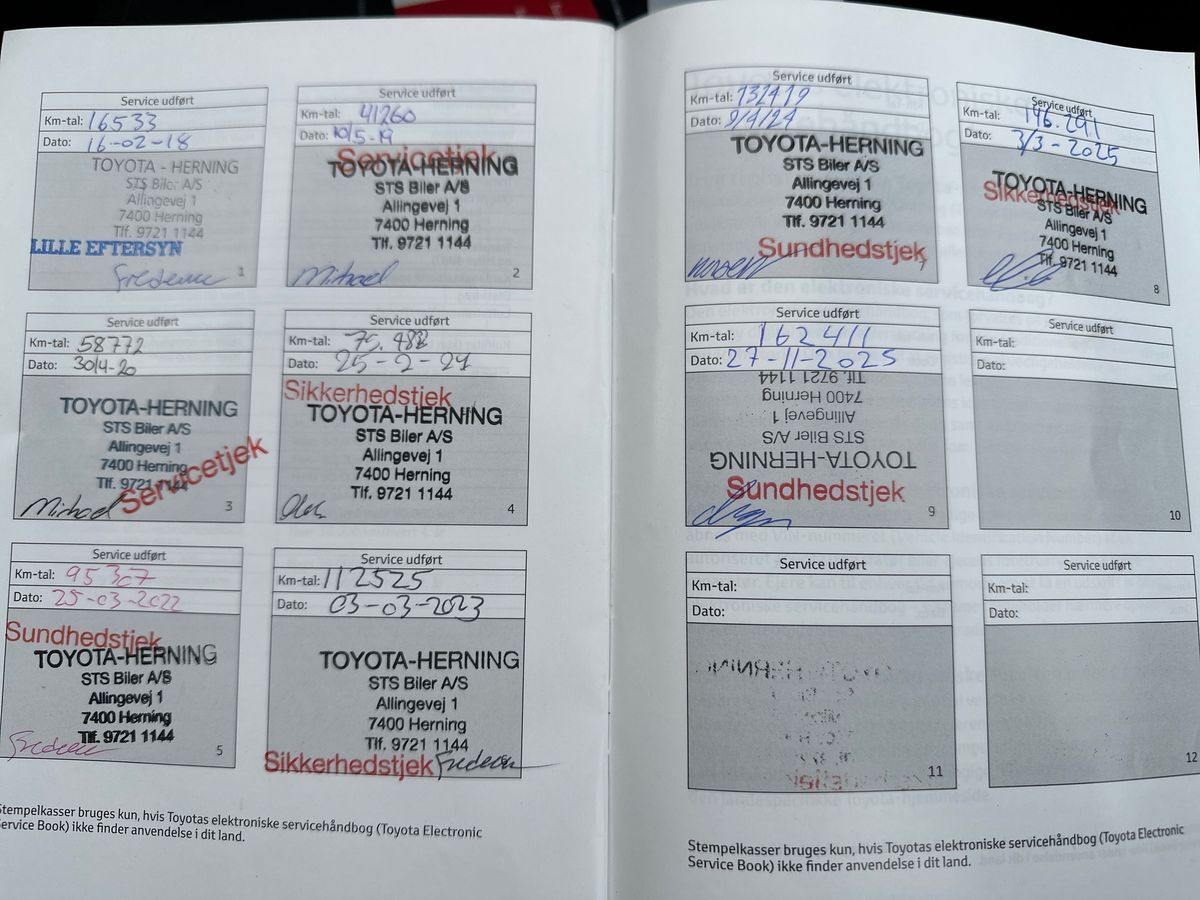 Service udført
Km-tal: 16533
Dato: 16-02-18
TOYOTA - HERNING
STS Biler A/S
Allingevej 1
7400 Herning
Tlf. 9721 1144
LILLE EFTERSYN
1
Service udført
Km-tal: 41260
Dato: 10/5-19
Servicetjek
TOYOTA-HERNING
STS Biler A/S
Allingevej 1
7400 Herning
Tlf. 9721 1144
Michael
2
Service udført
Km-tal: 58772
Dato: 30/4-20
TOYOTA-HERNING
STS Biler A/S
Allingevej 1
7400 Herning
Tlf. 9721 1144
Servicetjek
Michael
3
Service udført
Km-tal: 79.488
Dato: 25-2-21
Sikkerhedstjek
TOYOTA-HERNING
STS Biler A/S
Allingevej 1
7400 Herning
Tlf. 9721 1144
4
Service udført
Km-tal: 95307
Dato: 25-03-2022
Sundhedstjek
TOYOTA-HERNING
STS Biler A/S
Allingevej 1
7400 Herning
Tlf. 9721 1144
5
Service udført
Km-tal: 112525
Dato: 03-03-2023
TOYOTA-HERNING
STS Biler A/S
Allingevej 1
7400 Herning
Tlf. 9721 1144
Sikkerhedstjek
Stempelkasser bruges kun, hvis Toyotas elektroniske servicehåndbog (Toyota Electronic
Service Book) ikke finder anvendelse i dit land.
Service udført
Km-tal: 131419
Dato: 9/4/24
TOYOTA-HERNING
STS Biler A/S
Allingevej 1
7400 Herning
Tlf. 9721 1144
Sundhedstjek
7
Service udført
Km-tal: 146.291
Dato: 3/3-2025
TOYOTA-HERNING
Sikkerhedstjek
STS Biler A/S
Allingevej 1
7400 Herning
Tlf. 9721 1144
8
Service udført
Km-tal: 162411
Dato: 27-11-2025
Tlf. 9721 1144
7400 Herning
Allingevej 1
STS Biler A/S
TOYOTA-HERNING
Sundhedstjek
9
Service udført
Km-tal:
Dato:
10
Service udført
Km-tal:
Dato:
11
Service udført
Km-tal:
Dato:
12
Stempelkasser bruges kun, hvis Toyotas elektroniske servicehåndbog (Toyota Electronic
Service Book) ikke finder anvendelse i dit land.